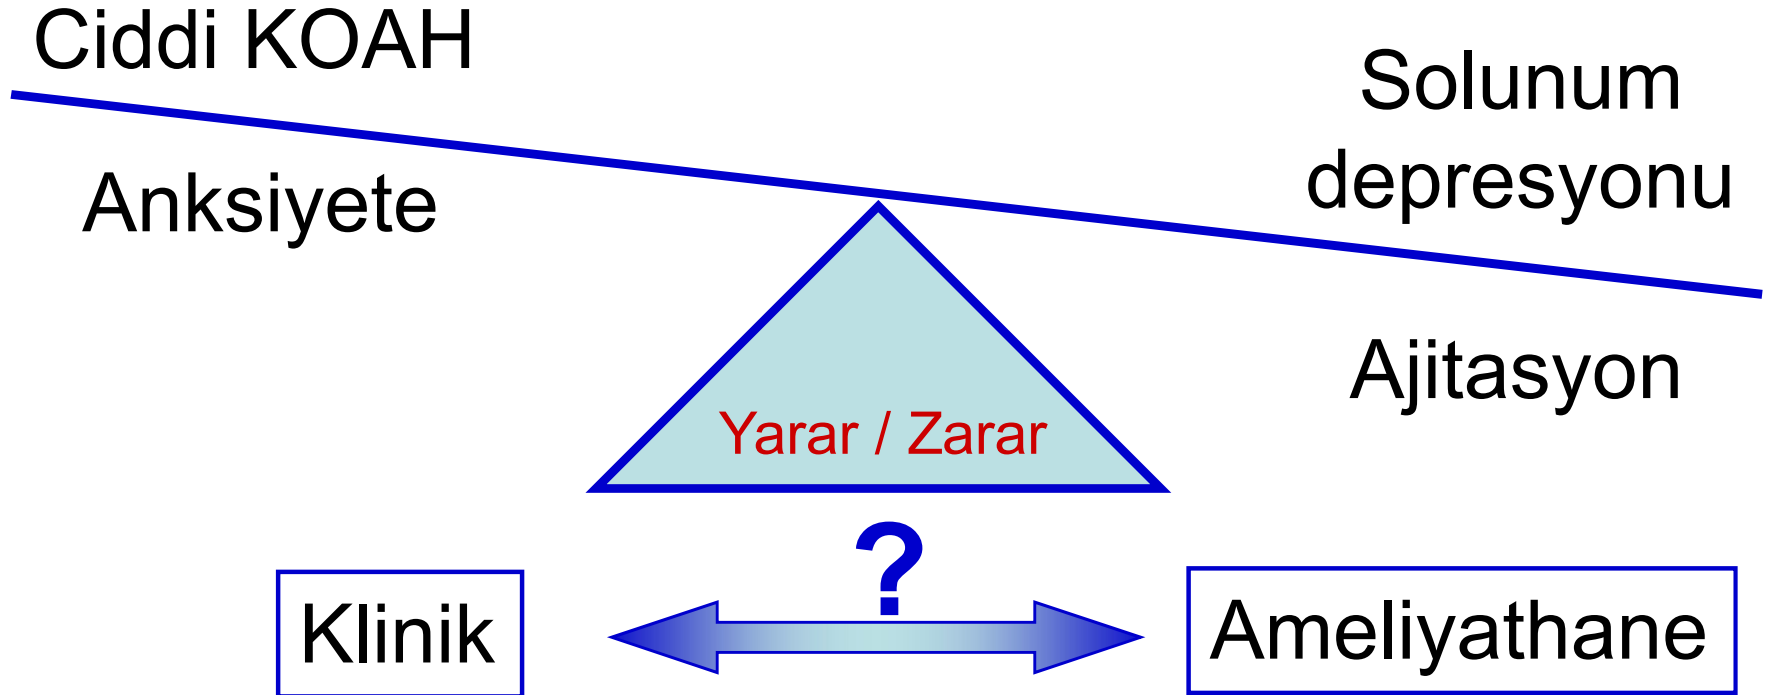 Ciddi KOAH
Anksiyete
Solunum
depresyonu
Ajitasyon
Yarar / Zarar
?
Klinik
Ameliyathane